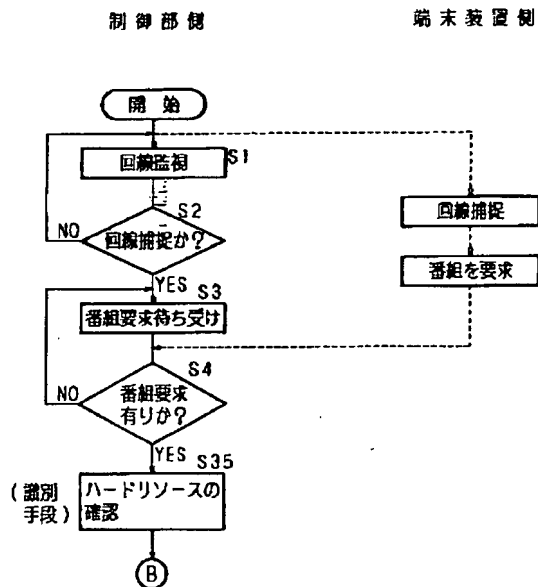 制御部側
端末装置側
開始
回線監視
S1
S2
回線捕捉か?
NO
YES
回線捕捉
番組を要求
S3
番組要求待ち受け
S4
番組要求
有りか?
NO
YES
S35
(識別
手段)
ハードリソースの
確認
B